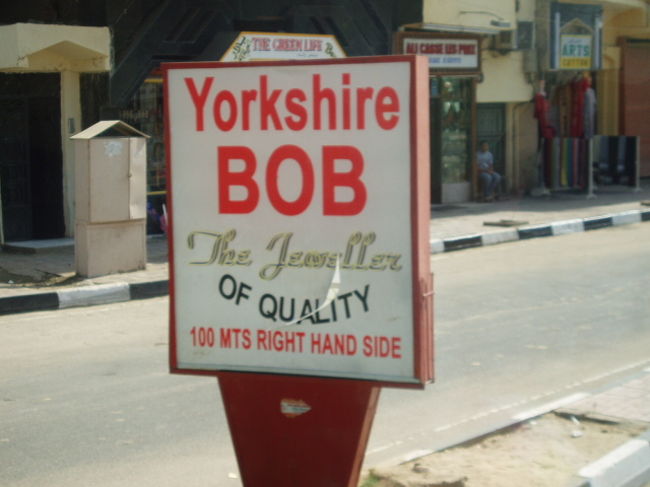 THE GREEN LIFE
ALI CASSE LES PRIX
ARTS
COTTON
Yorkshire
BOB
The Jeweller
OF QUALITY
100 MTS RIGHT HAND SIDE